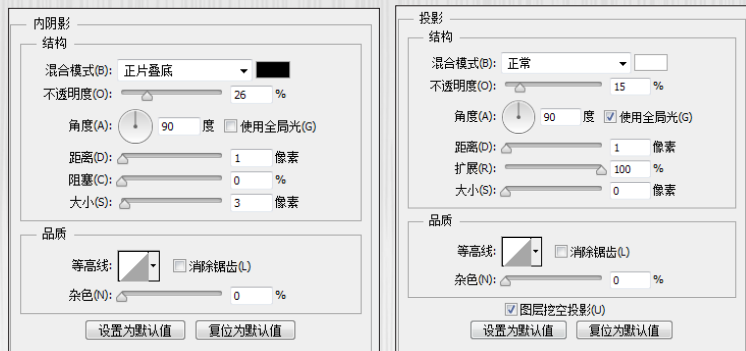 内阴影
结构
混合模式(B): 正片叠底
不透明度(O): 26 %
角度(A): 90 度 使用全局光(G)
距离(D): 1 像素
阻塞(C): 0 %
大小(S): 3 像素
品质
等高线: 消除锯齿(L)
杂色(N): 0 %
设置为默认值 复位为默认值
投影
结构
混合模式(B): 正常
不透明度(O): 15 %
角度(A): 90 度 使用全局光(G)
距离(D): 1 像素
扩展(R): 100 %
大小(S): 0 像素
品质
等高线: 消除锯齿(L)
杂色(N): 0 %
图层挖空投影(U)
设置为默认值 复位为默认值